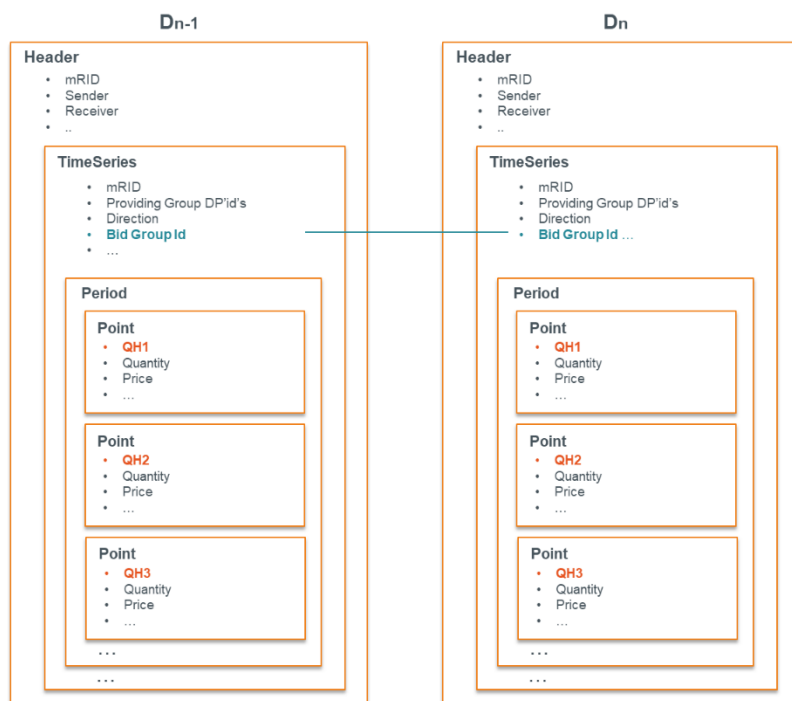 Dn-1
Header
• mRID
• Sender
• Receiver
• ..
TimeSeries
• mRID
• Providing Group DP'id's
• Direction
• Bid Group Id
• …
Period
Point
• QH1
• Quantity
• Price
• …
Point
• QH2
• Quantity
• Price
• …
Point
• QH3
• Quantity
• Price
• …
…
…
Dn
Header
• mRID
• Sender
• Receiver
• ..
TimeSeries
• mRID
• Providing Group DP'id's
• Direction
• Bid Group Id …
Period
Point
• QH1
• Quantity
• Price
• …
Point
• QH2
• Quantity
• Price
• …
Point
• QH3
• Quantity
• Price
• …
…
…